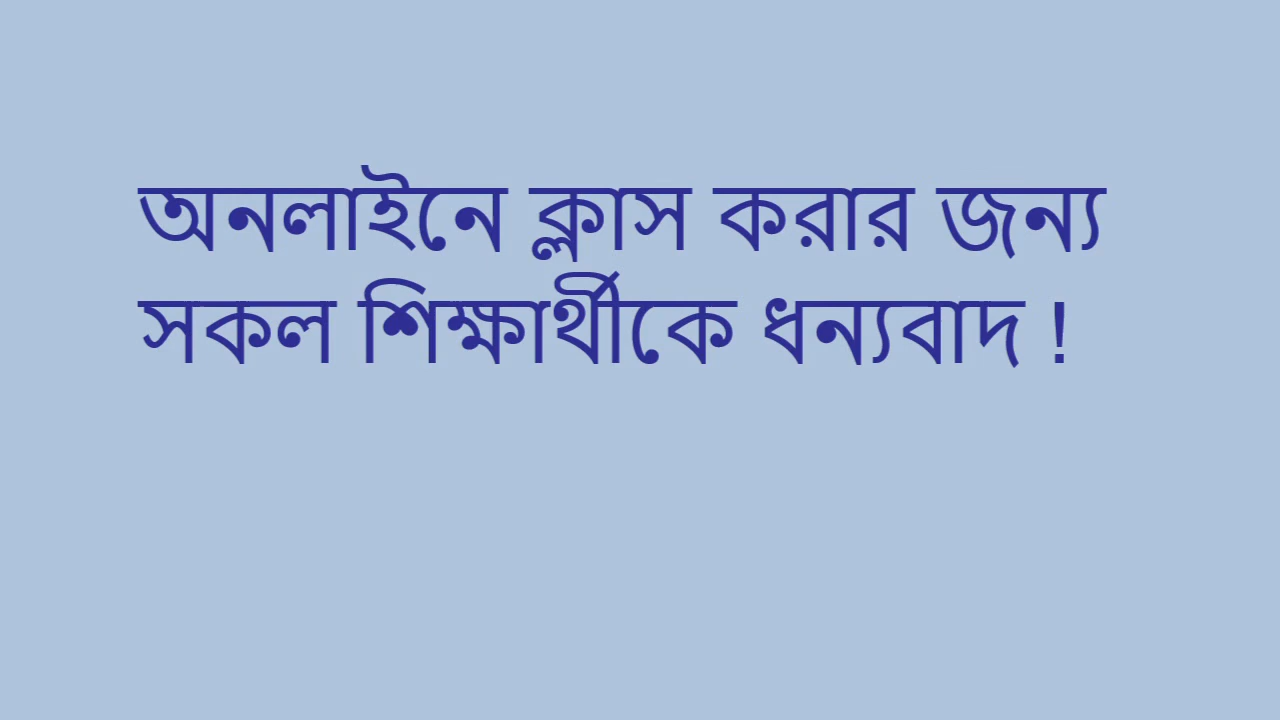 অনলাইনে ক্লাস করার জন্য
সকল শিক্ষার্থীকে ধন্যবাদ !